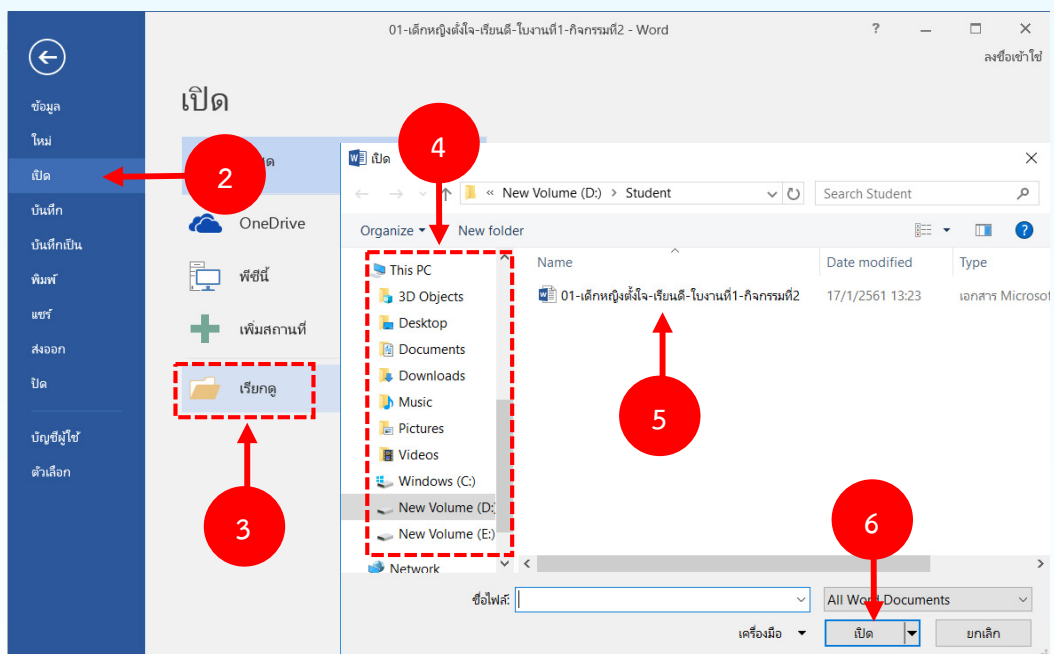 01-เด็กหญิงตั้งใจ-เรียนดี-ใบงานที่1-กิจกรรมที่2 - Word
ลงชื่อเข้าใช้
ข้อมูล
ใหม่
เปิด
บันทึก
บันทึกเป็น
พิมพ์
แชร์
ส่งออก
ปิด
บัญชีผู้ใช้
ตัวเลือก
เปิด
OneDrive
พีซีนี้
เพิ่มสถานที่
เรียกดู
2
3
4
5
6
เปิด
« New Volume (D:) > Student
Search Student
Organize
New folder
This PC
3D Objects
Desktop
Documents
Downloads
Music
Pictures
Videos
Windows (C:)
New Volume (D:)
New Volume (E:)
Network
Name
Date modified
Type
01-เด็กหญิงตั้งใจ-เรียนดี-ใบงานที่1-กิจกรรมที่2
17/1/2561 13:23
เอกสาร Microsof
ชื่อไฟล์:
All Word Documents
เครื่องมือ
เปิด
ยกเลิก